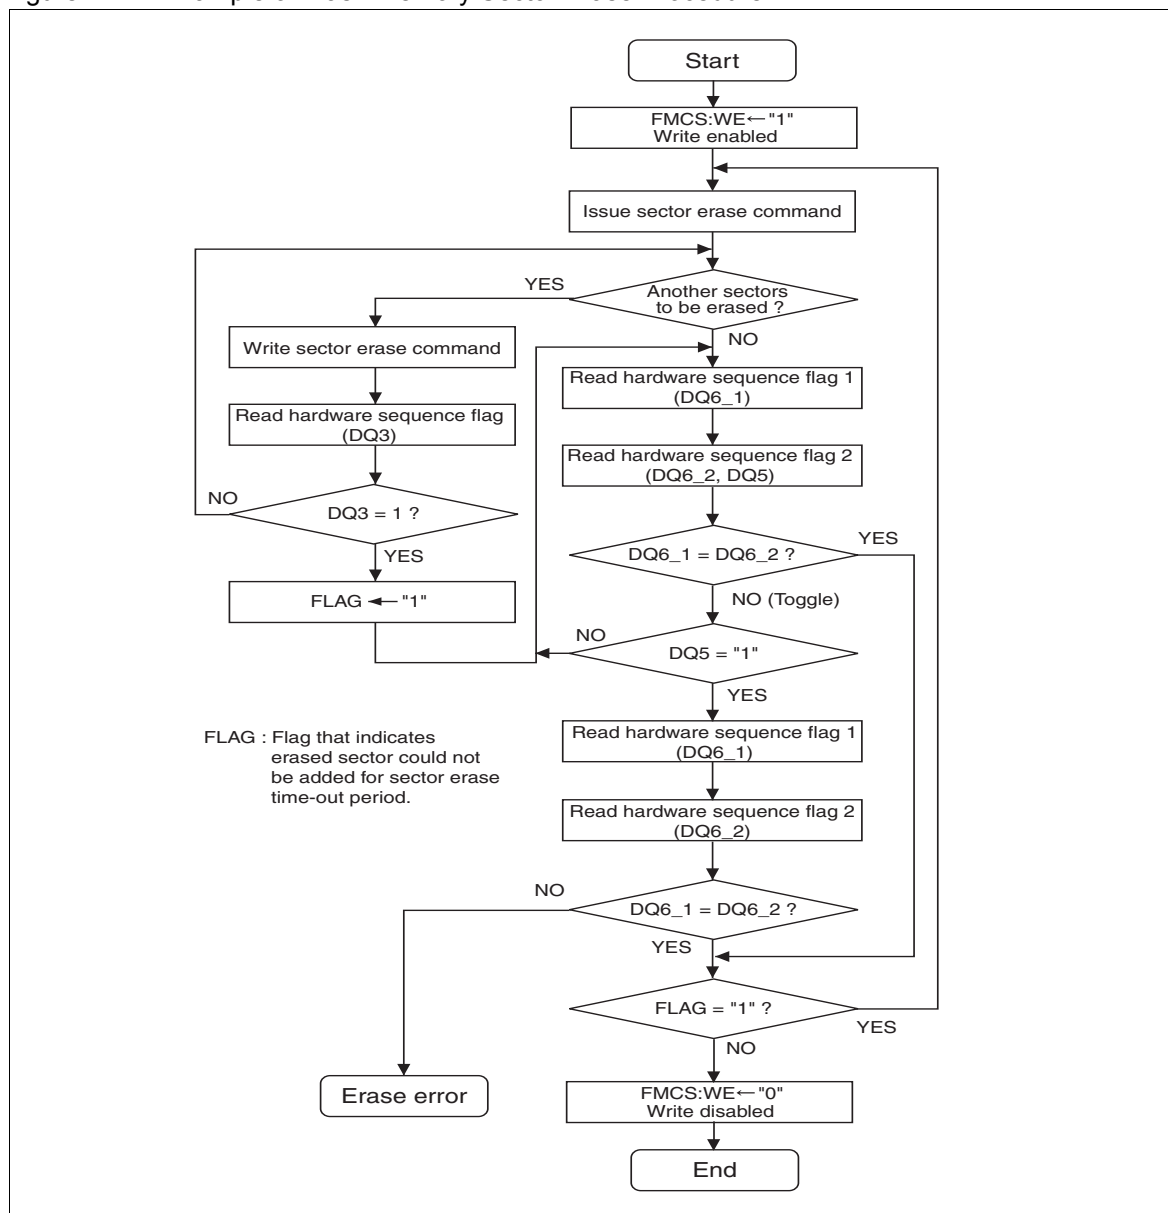 Start
FMCS:WE←"1"
Write enabled
Issue sector erase command
YES
Another sectors
to be erased ?
NO
Write sector erase command
Read hardware sequence flag
(DQ3)
NO
DQ3 = 1 ?
YES
FLAG ← "1"
Read hardware sequence flag 1
(DQ6_1)
Read hardware sequence flag 2
(DQ6_2, DQ5)
DQ6_1 = DQ6_2 ?
YES
NO (Toggle)
NO
DQ5 = "1"
YES
FLAG : Flag that indicates
erased sector could not
be added for sector erase
time-out period.
Read hardware sequence flag 1
(DQ6_1)
Read hardware sequence flag 2
(DQ6_2)
NO
DQ6_1 = DQ6_2 ?
YES
FLAG = "1" ?
YES
NO
Erase error
FMCS:WE←"0"
Write disabled
End